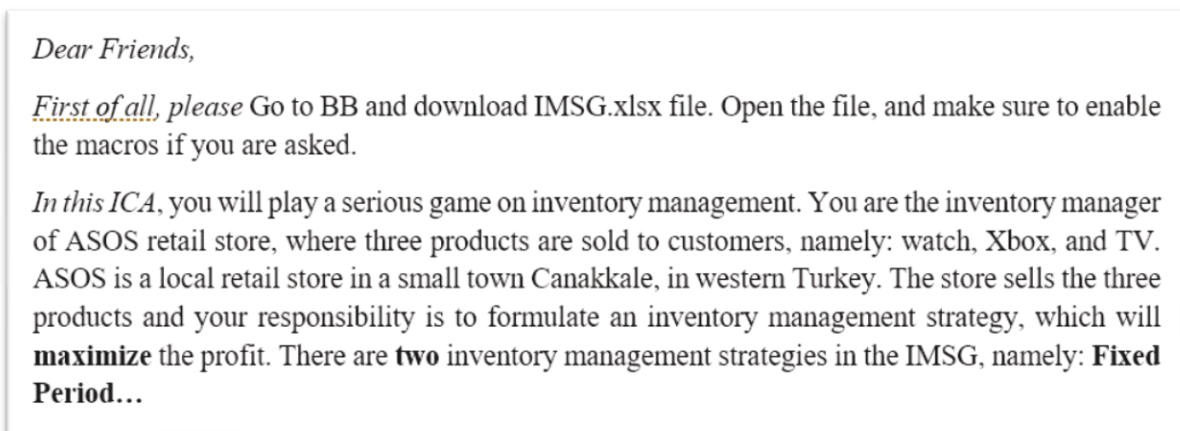 Dear Friends,
First of all, please Go to BB and download IMSG.xlsx file. Open the file, and make sure to enable
the macros if you are asked.
In this ICA, you will play a serious game on inventory management. You are the inventory manager
of ASOS retail store, where three products are sold to customers, namely: watch, Xbox, and TV.
ASOS is a local retail store in a small town Canakkale, in western Turkey. The store sells the three
products and your responsibility is to formulate an inventory management strategy, which will
maximize the profit. There are two inventory management strategies in the IMSG, namely: Fixed
Period…